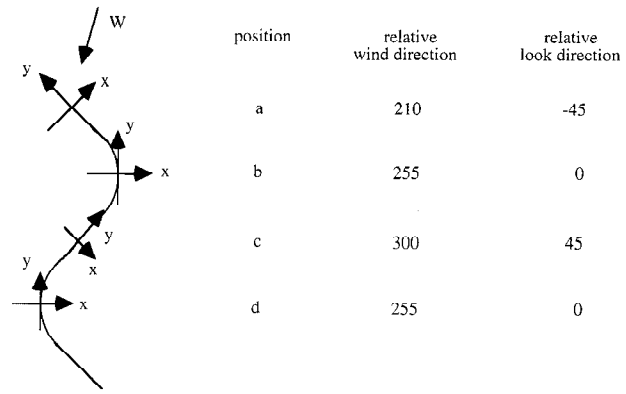 W
position relative wind direction relative look direction
y x
a 210 -45
y x
b 255 0
y x
c 300 45
y x
d 255 0